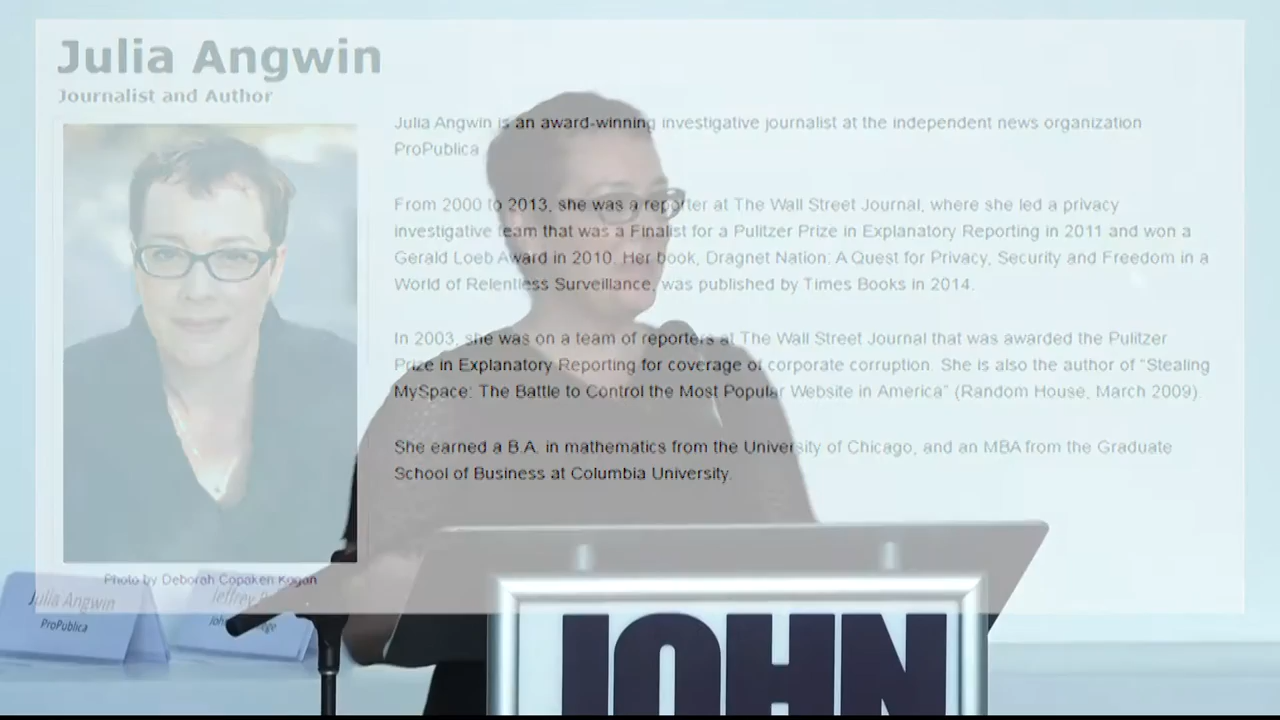 Julia Angwin
Journalist and Author
Julia Angwin is an award-winning investigative journalist at the independent news organization
ProPublica
From 2000 to 2013, she was a reporter at The Wall Street Journal, where she led a privacy
investigative team that was a Finalist for a Pulitzer Prize in Explanatory Reporting in 2011 and won a
Gerald Loeb Award in 2010. Her book, Dragnet Nation: A Quest for Privacy, Security and Freedom in a
World of Relentless Surveillance, was published by Times Books in 2014.
In 2003, she was on a team of reporters at The Wall Street Journal that was awarded the Pulitzer
Prize in Explanatory Reporting for coverage of corporate corruption. She is also the author of “Stealing
MySpace: The Battle to Control the Most Popular Website in America” (Random House, March 2009).
She earned a B.A. in mathematics from the University of Chicago, and an MBA from the Graduate
School of Business at Columbia University.
Photo by Deborah Copaken Kogan
Julia Angwin
ProPublica
Jeffrey
JOHN